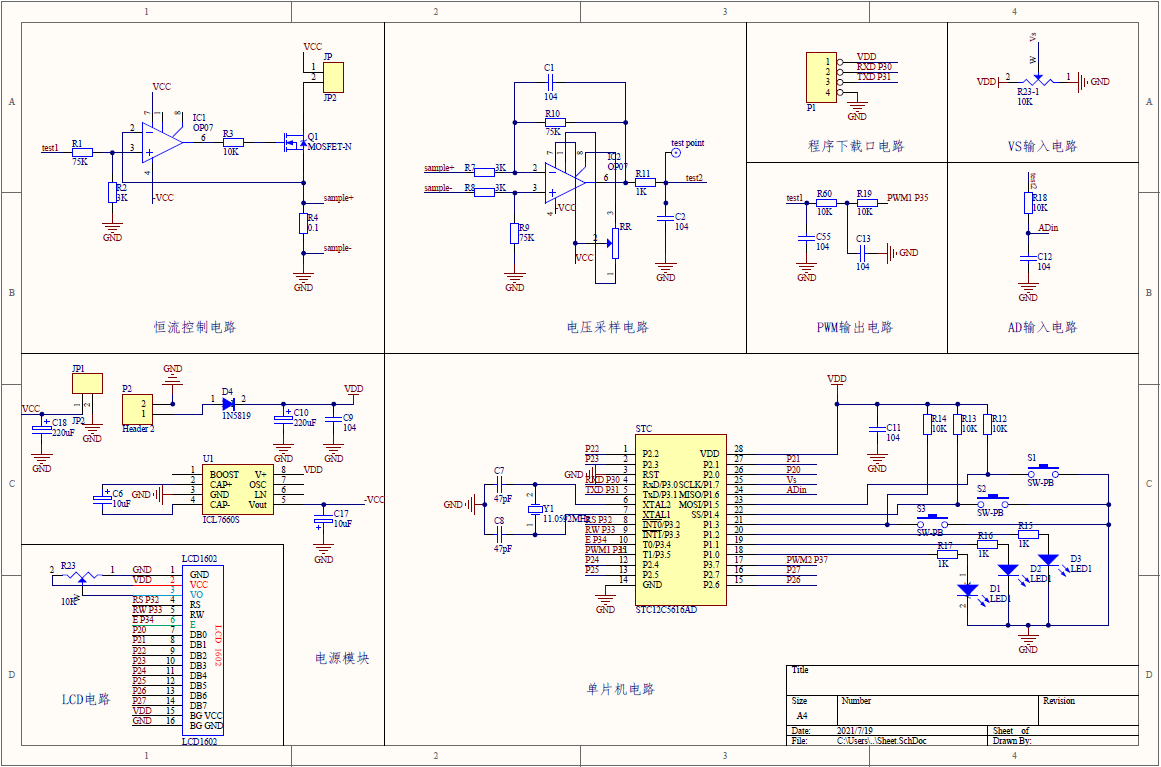 1 2 3 4
A
B
C
D
A
B
C
D
VCC
JP
1
2
JP2
VCC
7
1
8
IC1
OP07
2
3
6
4
test1
R1
75K
R3
10K
Q1
MOSFET-N
R2
3K
-VCC
GND
sample+
R4
0.1
sample-
GND
恒流控制电路
C1
104
R10
75K
7
1
8
IC2
OP07
test point
sample+
R7
3K
2
sample-
R8
3K
3
6
4
-VCC
R11
1K
test2
R9
75K
3
RR
2
VCC
1
C2
104
GND
GND
电压采样电路
1
2
3
4
P1
VDD
RXD P30
TXD P31
GND
程序下载口电路
Vs
W
VDD
2
1
GND
R23-1
10K
VS输入电路
test1
R60
10K
R19
10K
PWM1 P35
C55
104
C13
104
GND
GND
PWM输出电路
test2
R18
10K
ADin
C12
104
GND
AD输入电路
JP1
VCC
1
2
JP2
C18
220uF
GND
GND
P2
2
1
Header 2
GND
D4
1
2
1N5819
C10
220uF
C9
104
VDD
GND
GND
U1
1
2
3
4
BOOST
CAP+
GND
CAP-
V+
OSC
LN
Vout
8
7
6
5
VDD
-VCC
ICL7660S
C6
10uF
GND
C17
10uF
GND
电源模块
R23
2
1
10K
W
LCD1602
GND 1 GND
VDD 2 VCC
3 VO
RS P32 4 RS
RW P33 5 RW
E P34 6 E
P20 7 DB0
P21 8 DB1
P22 9 DB2
P23 10 DB3
P24 11 DB4
P25 12 DB5
P26 13 DB6
P27 14 DB7
VDD 15 BG VCC
GND 16 BG GND
LCD 1602
LCD1602
LCD电路
VDD
C11
104
GND
R14
10K
R13
10K
R12
10K
STC
P22 1 P2.2
P23 2 P2.3
GND 3 RST
RXD P30 4 RxD/P3.0
TXD P31 5 TxD/P3.1
6 XTAL2
7 XTAL1
RS P32 8 INT0/P3.2
RW P33 9 INT1/P3.3
E P34 10 T0/P3.4
PWM1 P35 11 T1/P3.5
P24 12 P2.4
P25 13 P2.5
14 GND
GND
VDD 28
P2.1 27 P21
P2.0 26 P20
SCLK/P1.7 25 Vs
MISO/P1.6 24 ADin
MOSI/P1.5 23
SS/P1.4 22
P1.3 21
P1.2 20
P1.1 19
P1.0 18
P3.7 17 PWM2 P37
P2.7 16 P27
P2.6 15 P26
STC12C5616AD
C7
47pF
C8
47pF
GND
2
1
Y1
11.0592MHz
S1
SW-PB
S2
SW-PB
S3
SW-PB
R15
1K
R16
1K
R17
1K
1
2
D1
LED1
D2
LED1
D3
LED1
GND
单片机电路
Title
Size
A4
Number
Revision
Date: 2021/7/19 Sheet of
File: C:\Users\..\Sheet.SchDoc Drawn By:
1 2 3 4